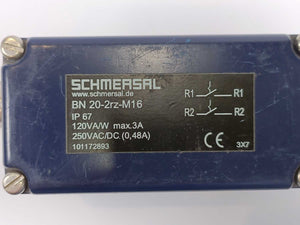 SCHMERSAL
www.schmersal.de
BN 20-2rz-M16
IP 67
120VA/W max.3A
250VAC/DC (0,48A)
101172893
R1 R1
R2 R2
CE 3X7